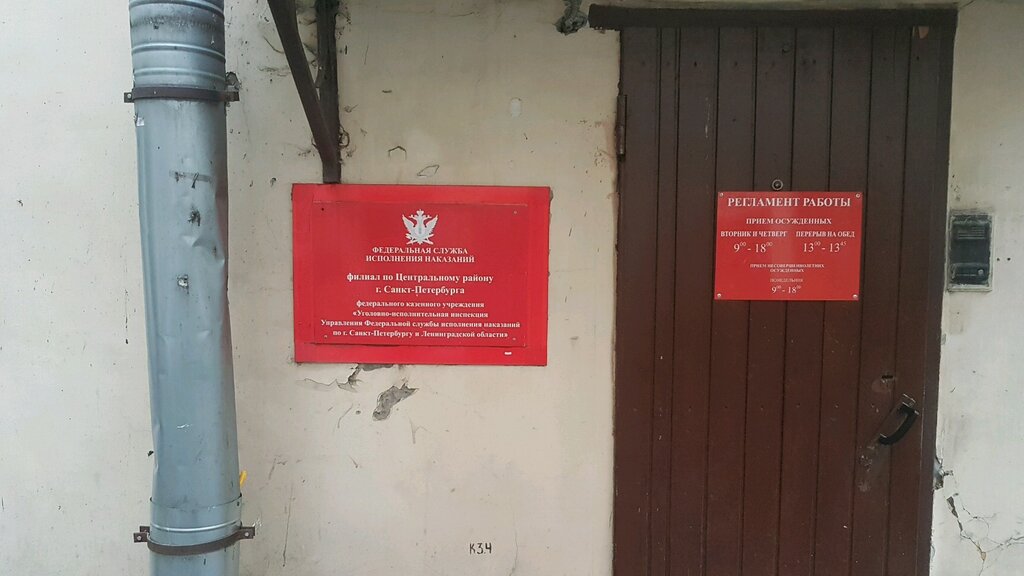 ФЕДЕРАЛЬНАЯ СЛУЖБА
ИСПОЛНЕНИЯ НАКАЗАНИЙ
филиал по Центральному району
г. Санкт-Петербурга
федерального казенного учреждения
«Уголовно-исполнительная инспекция
Управления Федеральной службы исполнения наказаний
по г. Санкт-Петербургу и Ленинградской области»
РЕГЛАМЕНТ РАБОТЫ
ПРИЕМ ОСУЖДЕННЫХ
ВТОРНИК И ЧЕТВЕРГ ПЕРЕРЫВ НА ОБЕД
9⁰⁰ - 18⁰⁰ 13⁰⁰ - 13⁴⁵
ПРИЕМ НЕСОВЕРШЕННОЛЕТНИХ
ОСУЖДЕННЫХ
ПОНЕДЕЛЬНИК
9⁰⁰ - 18⁰⁰
К3.Ч